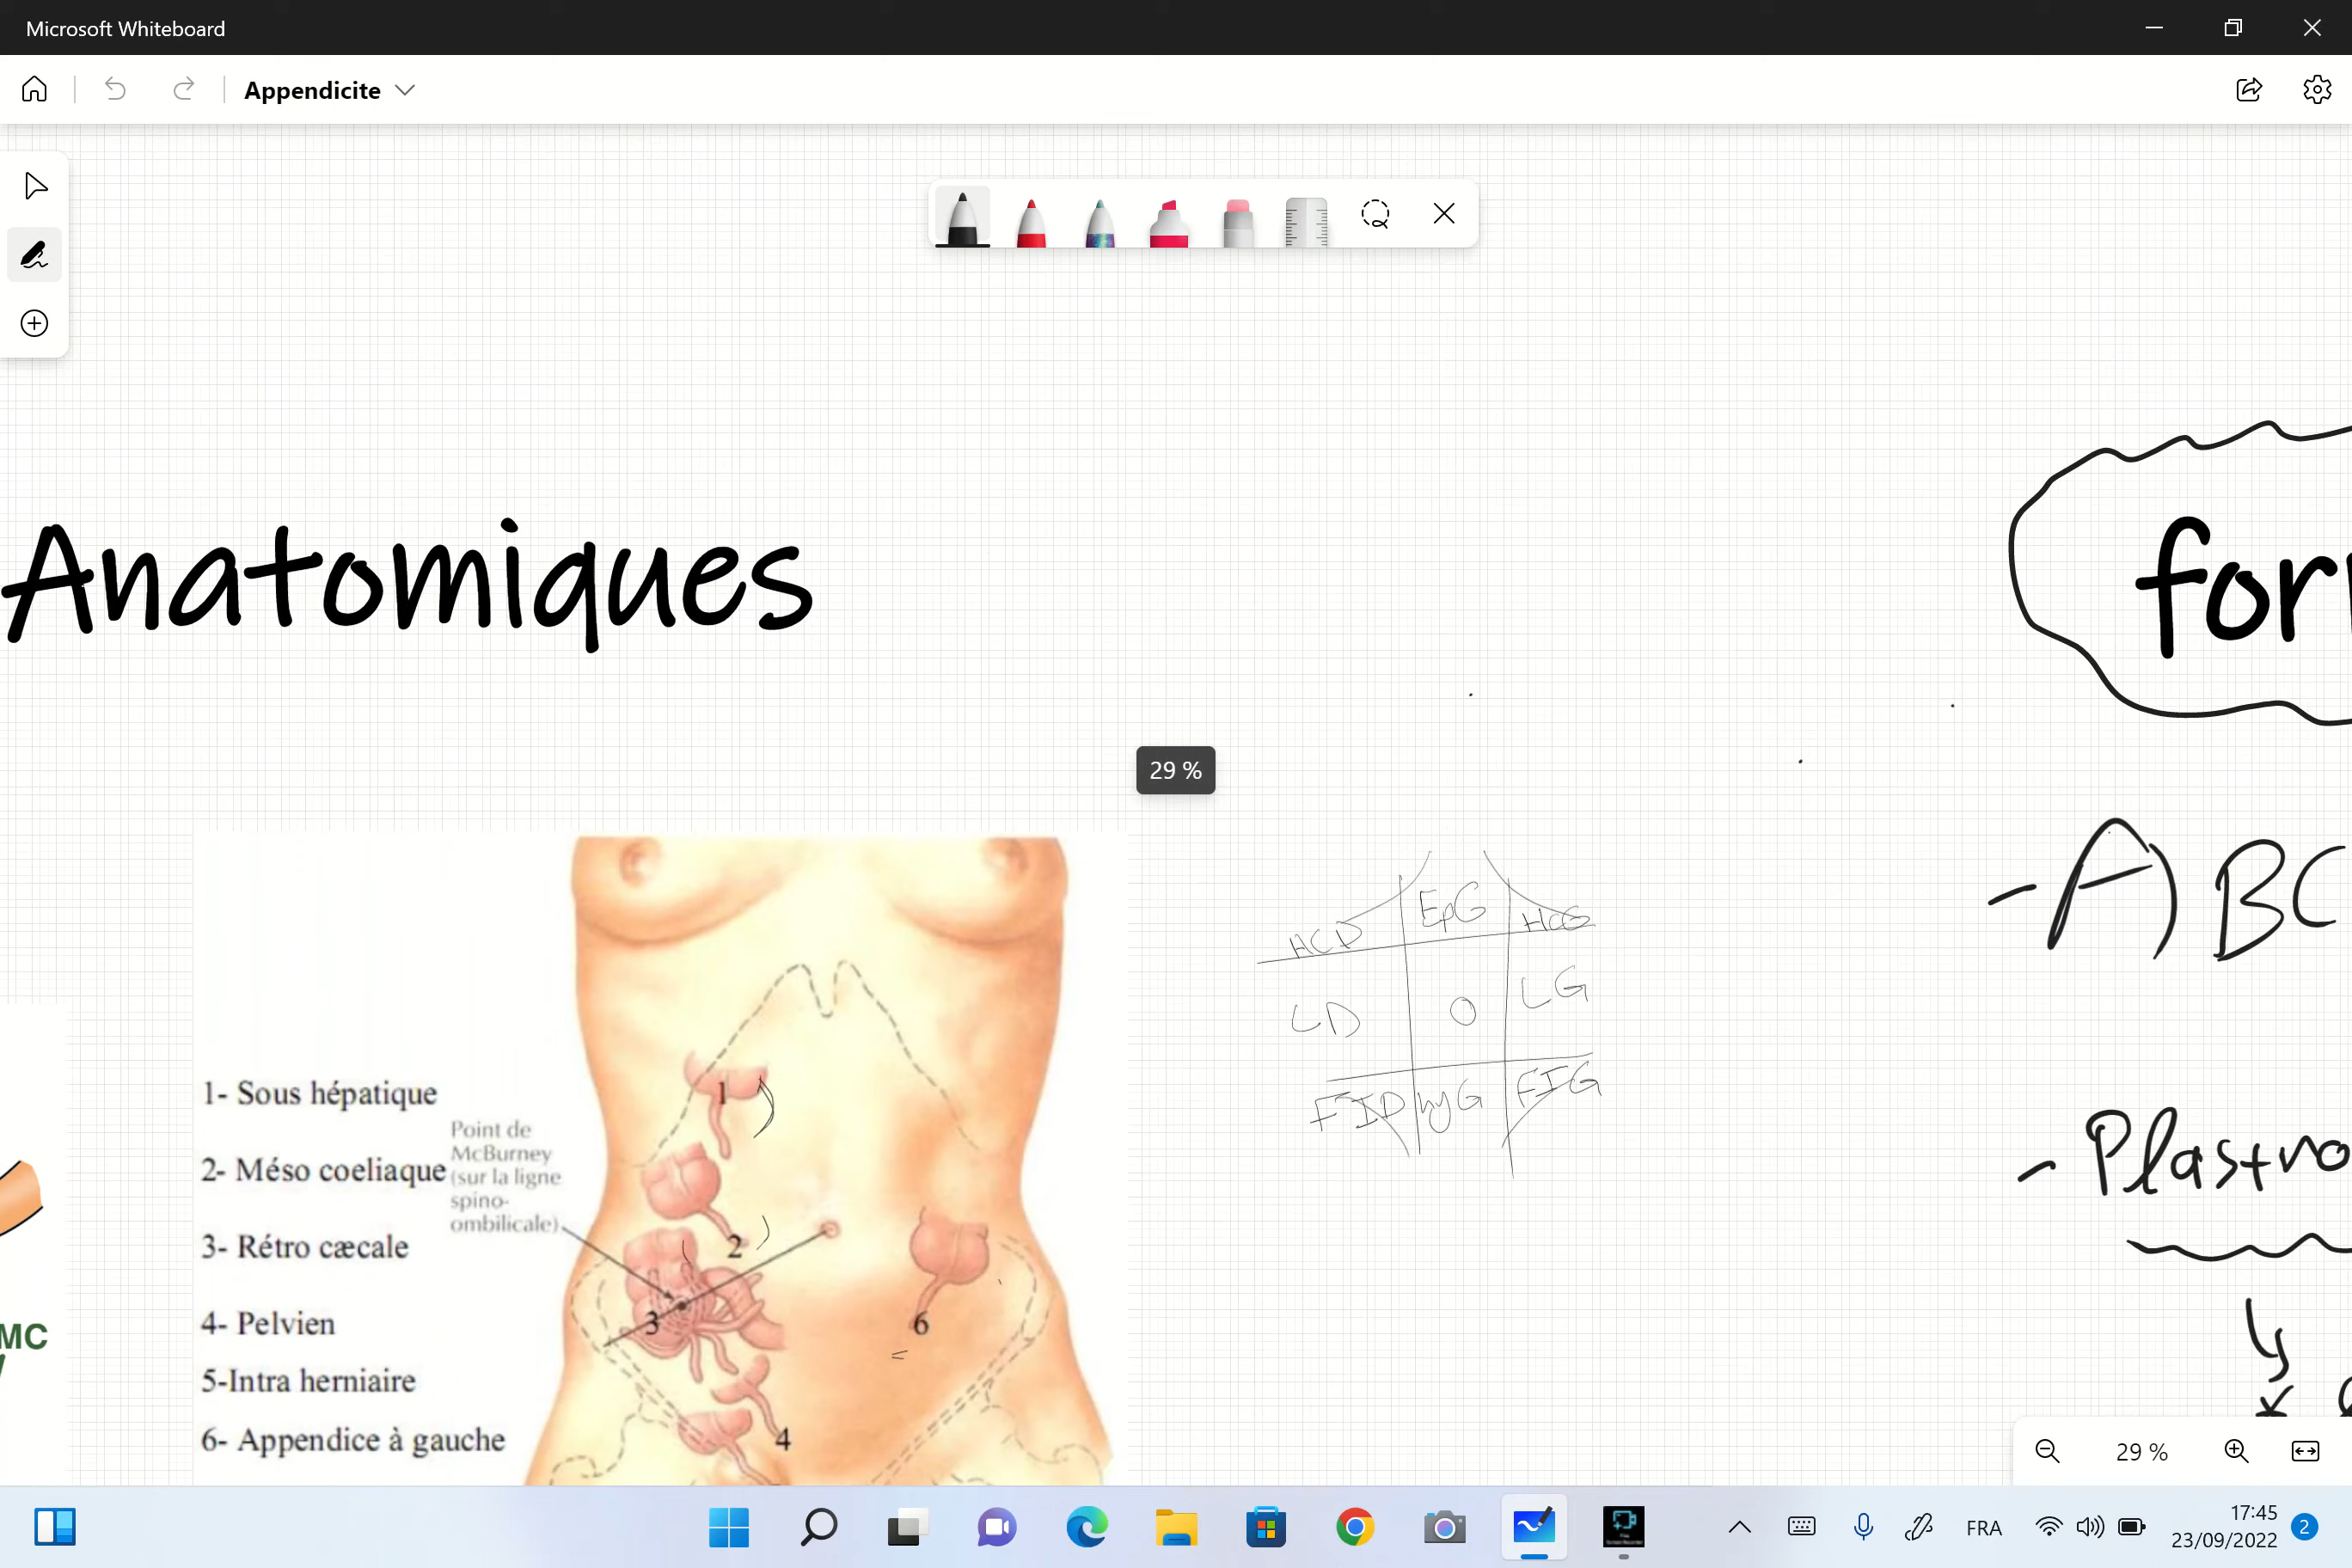 Microsoft Whiteboard
Appendicite
Anatomiques
for
29 %
EpG
HCD
HCG
LD
O
LG
FID
hyG
FIG
- A) BC
- Plastro
1- Sous hépatique
2- Méso coeliaque
3- Rétro cæcale
4- Pelvien
5-Intra herniaire
6- Appendice à gauche
Point de
McBurney
(sur la ligne
spino-
ombilicale)
1
2
3
6
4
MC
29 %
FRA
17:45
23/09/2022
2